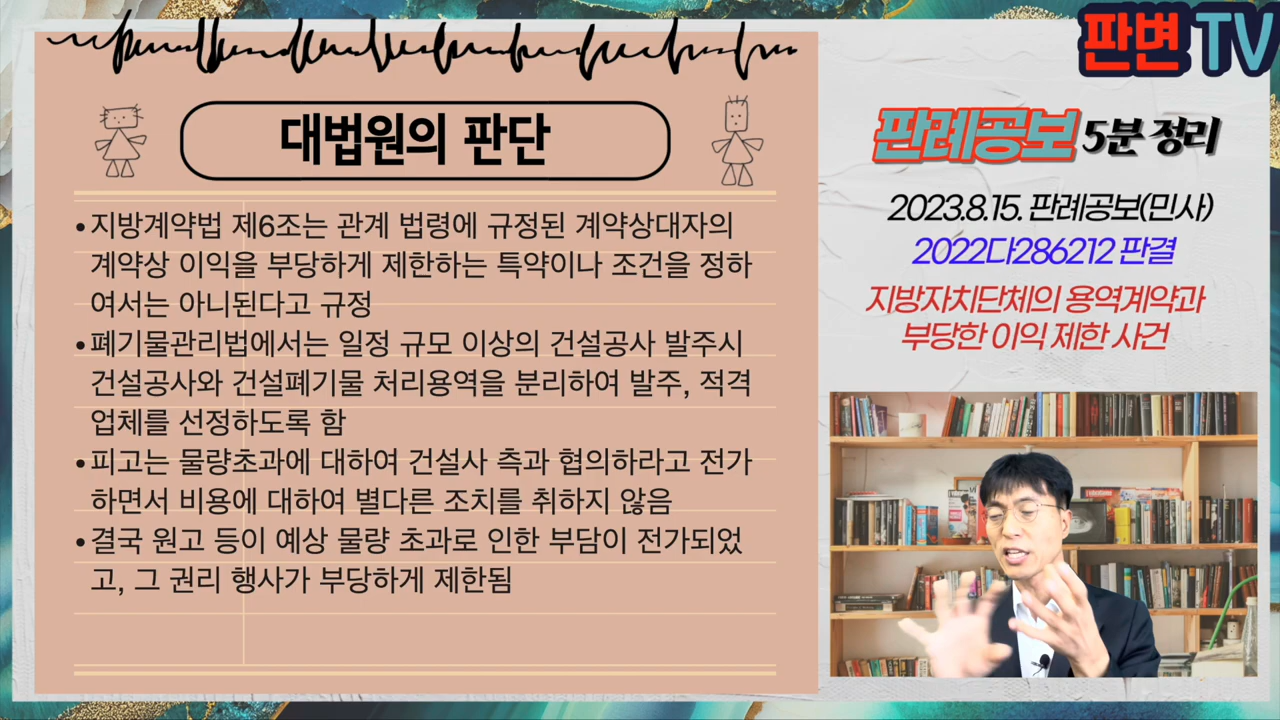 판변 TV
대법원의 판단
•지방계약법 제6조는 관계 법령에 규정된 계약상대자의
계약상 이익을 부당하게 제한하는 특약이나 조건을 정하
여서는 아니된다고 규정
•폐기물관리법에서는 일정 규모 이상의 건설공사 발주시
건설공사와 건설폐기물 처리용역을 분리하여 발주, 적격
업체를 선정하도록 함
•피고는 물량초과에 대하여 건설사 측과 협의하라고 전가
하면서 비용에 대하여 별다른 조치를 취하지 않음
•결국 원고 등이 예상 물량 초과로 인한 부담이 전가되었
고, 그 권리 행사가 부당하게 제한됨
판례공보 5분 정리
2023.8.15. 판례공보(민사)
2022다286212 판결
지방자치단체의 용역계약과
부당한 이익 제한 사건